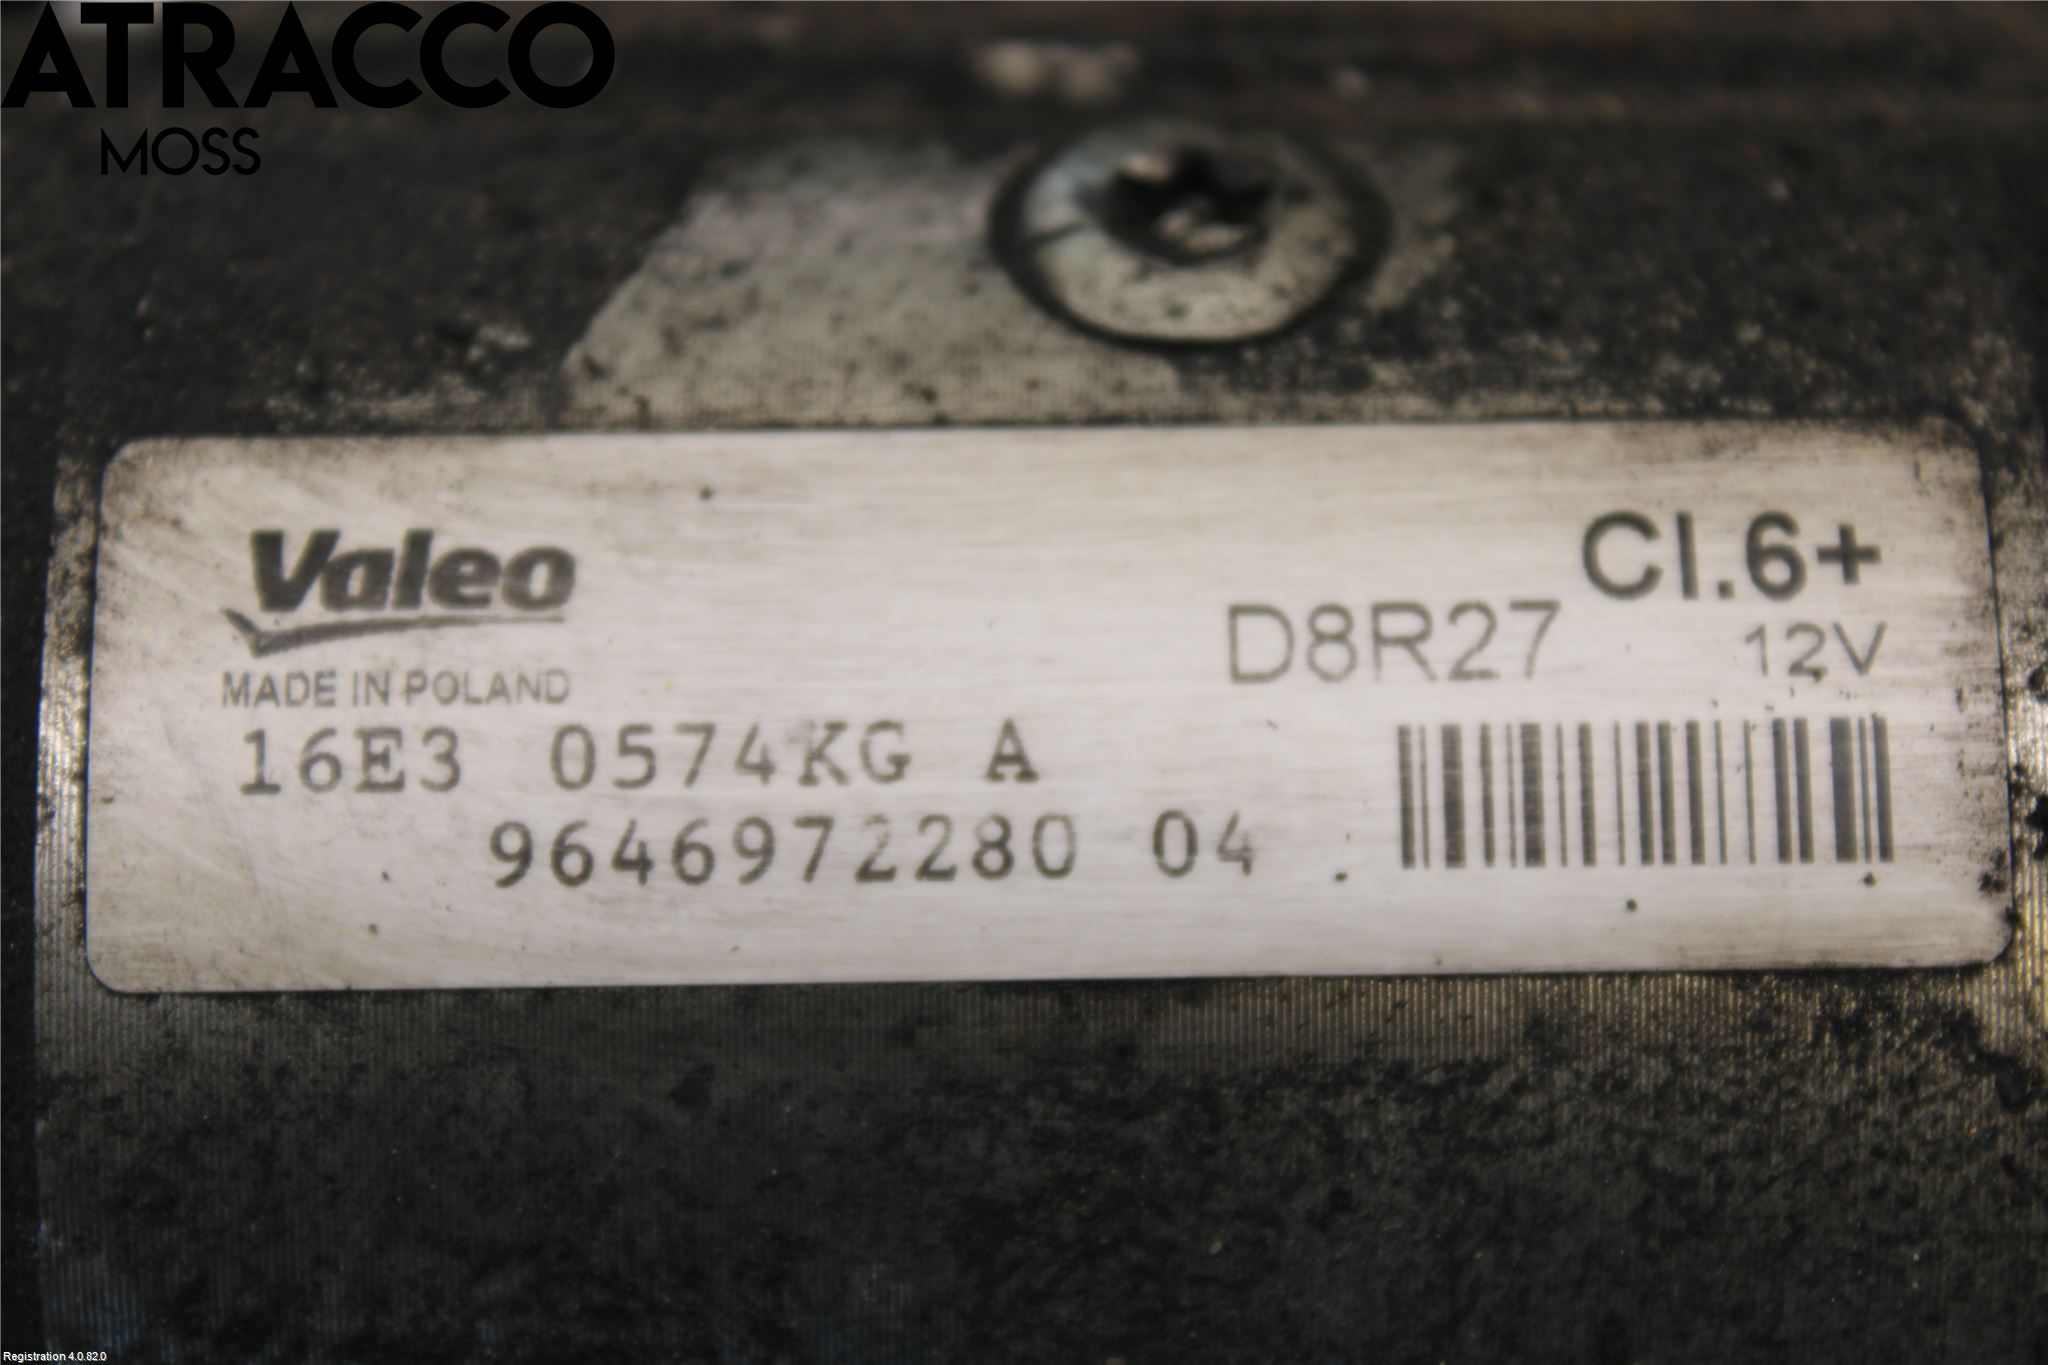 ATRACCO
MOSS
Valeo
MADE IN POLAND
Cl.6+
D8R27
12V
16E3 0574KG A
9646972280 04
Registration 4.0.82.0